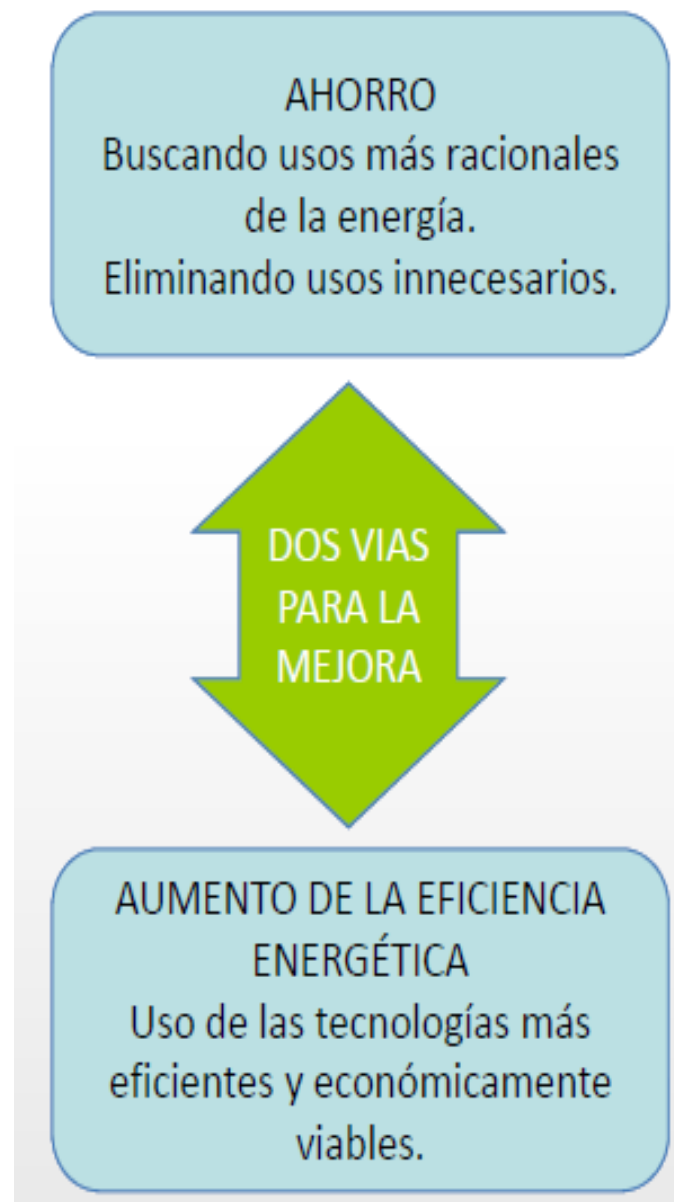 AHORRO
Buscando usos más racionales
de la energía.
Eliminando usos innecesarios.
DOS VIAS
PARA LA
MEJORA
AUMENTO DE LA EFICIENCIA
ENERGÉTICA
Uso de las tecnologías más
eficientes y económicamente
viables.